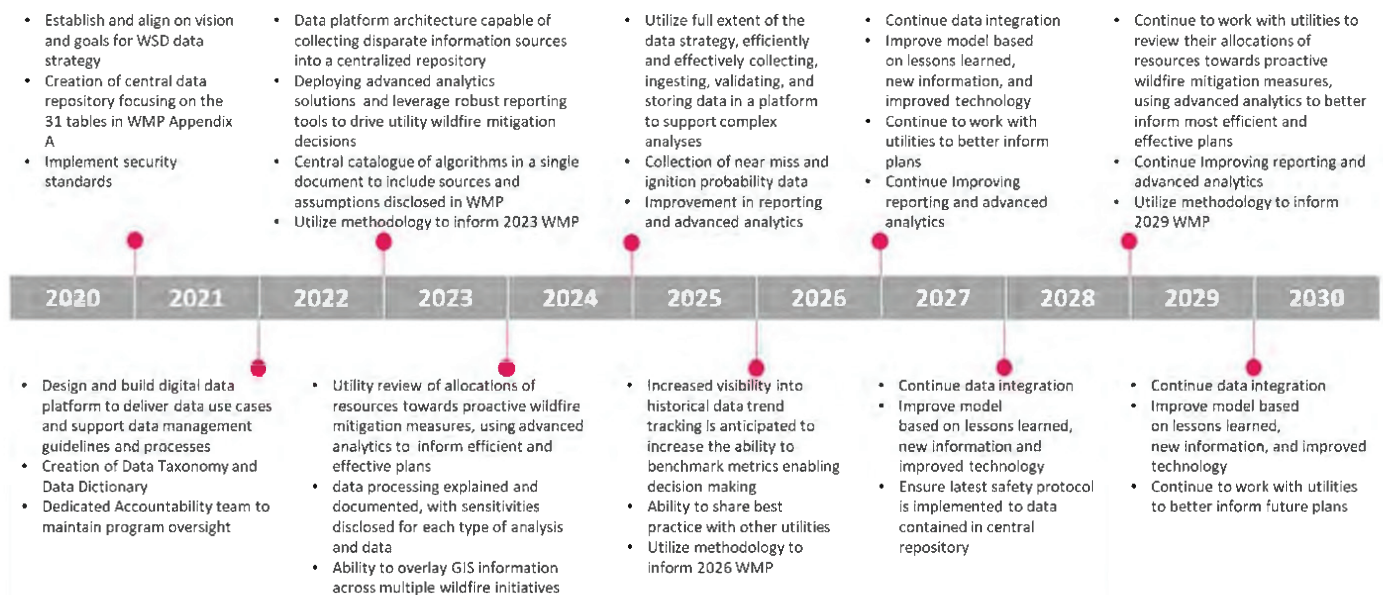 • Establish and align on vision
and goals for WSD data
strategy
• Creation of central data
repository focusing on the
31 tables in WMP Appendix
A
• Implement security
standards
• Data platform architecture capable of
collecting disparate information sources
into a centralized repository
• Deploying advanced analytics
solutions and leverage robust reporting
tools to drive utility wildfire mitigation
decisions
• Central catalogue of algorithms in a single
document to include sources and
assumptions disclosed in WMP
• Utilize methodology to inform 2023 WMP
• Utilize full extent of the
data strategy, efficiently
and effectively collecting,
ingesting, validating, and
storing data in a platform
to support complex
analyses
• Collection of near miss and
ignition probability data
• Improvement in reporting
and advanced analytics
• Continue data integration
• Improve model based
on lessons learned,
new information, and
improved technology
• Continue to work with
utilities to better inform
plans
• Continue Improving
reporting and advanced
analytics
• Continue to work with utilities to
review their allocations of
resources towards proactive
wildfire mitigation measures,
using advanced analytics to better
inform most efficient and
effective plans
• Continue Improving reporting and
advanced analytics
• Utilize methodology to inform
2029 WMP
2020 2021 2022 2023 2024 2025 2026 2027 2028 2029 2030
• Design and build digital data
platform to deliver data use cases
and support data management
guidelines and processes
• Creation of Data Taxonomy and
Data Dictionary
• Dedicated Accountability team to
maintain program oversight
• Utility review of allocations of
resources towards proactive wildfire
mitigation measures, using advanced
analytics to inform efficient and
effective plans
• data processing explained and
documented, with sensitivities
disclosed for each type of analysis
and data
• Ability to overlay GIS information
across multiple wildfire initiatives
• Increased visibility into
historical data trend
tracking is anticipated to
increase the ability to
benchmark metrics enabling
decision making
• Ability to share best
practice with other utilities
• Utilize methodology to
inform 2026 WMP
• Continue data integration
• Improve model
based on lessons learned,
new information and
improved technology
• Ensure latest safety protocol
is implemented to data
contained in central
repository
• Continue data integration
• Improve model based
on lessons learned,
new information, and improved
technology
• Continue to work with utilities
to better inform future plans